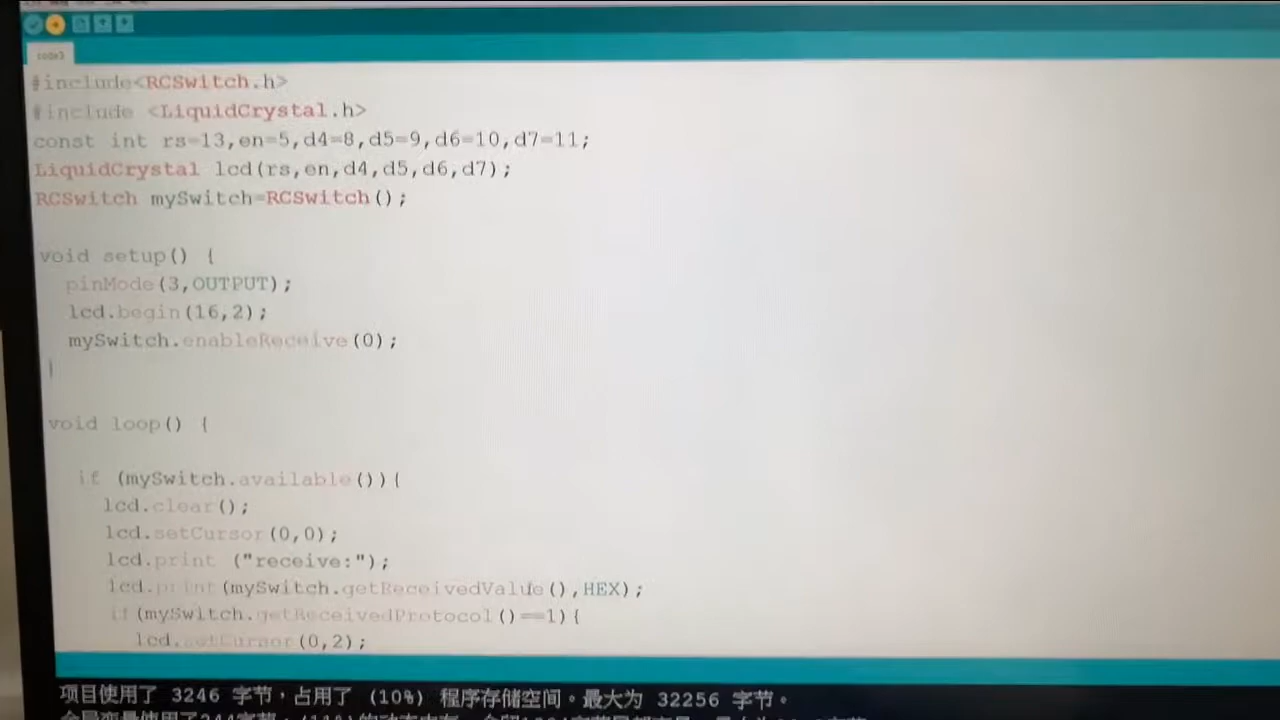 code3
#include<RCSwitch.h>
#include <LiquidCrystal.h>
const int rs=13,en=5,d4=8,d5=9,d6=10,d7=11;
LiquidCrystal lcd(rs,en,d4,d5,d6,d7);
RCSwitch mySwitch=RCSwitch();
void setup() {
pinMode(3,OUTPUT);
lcd.begin(16,2);
mySwitch.enableReceive(0);
void loop() {
if (mySwitch.available()){
lcd.clear();
lcd.setCursor(0,0);
lcd.print ("receive:");
lcd.print(mySwitch.getReceivedValue(),HEX);
if(mySwitch.getReceivedProtocol()==1){
lcd.setCursor(0,2);
项目使用了 3246 字节，占用了 (10%) 程序存储空间。最大为 32256 字节。